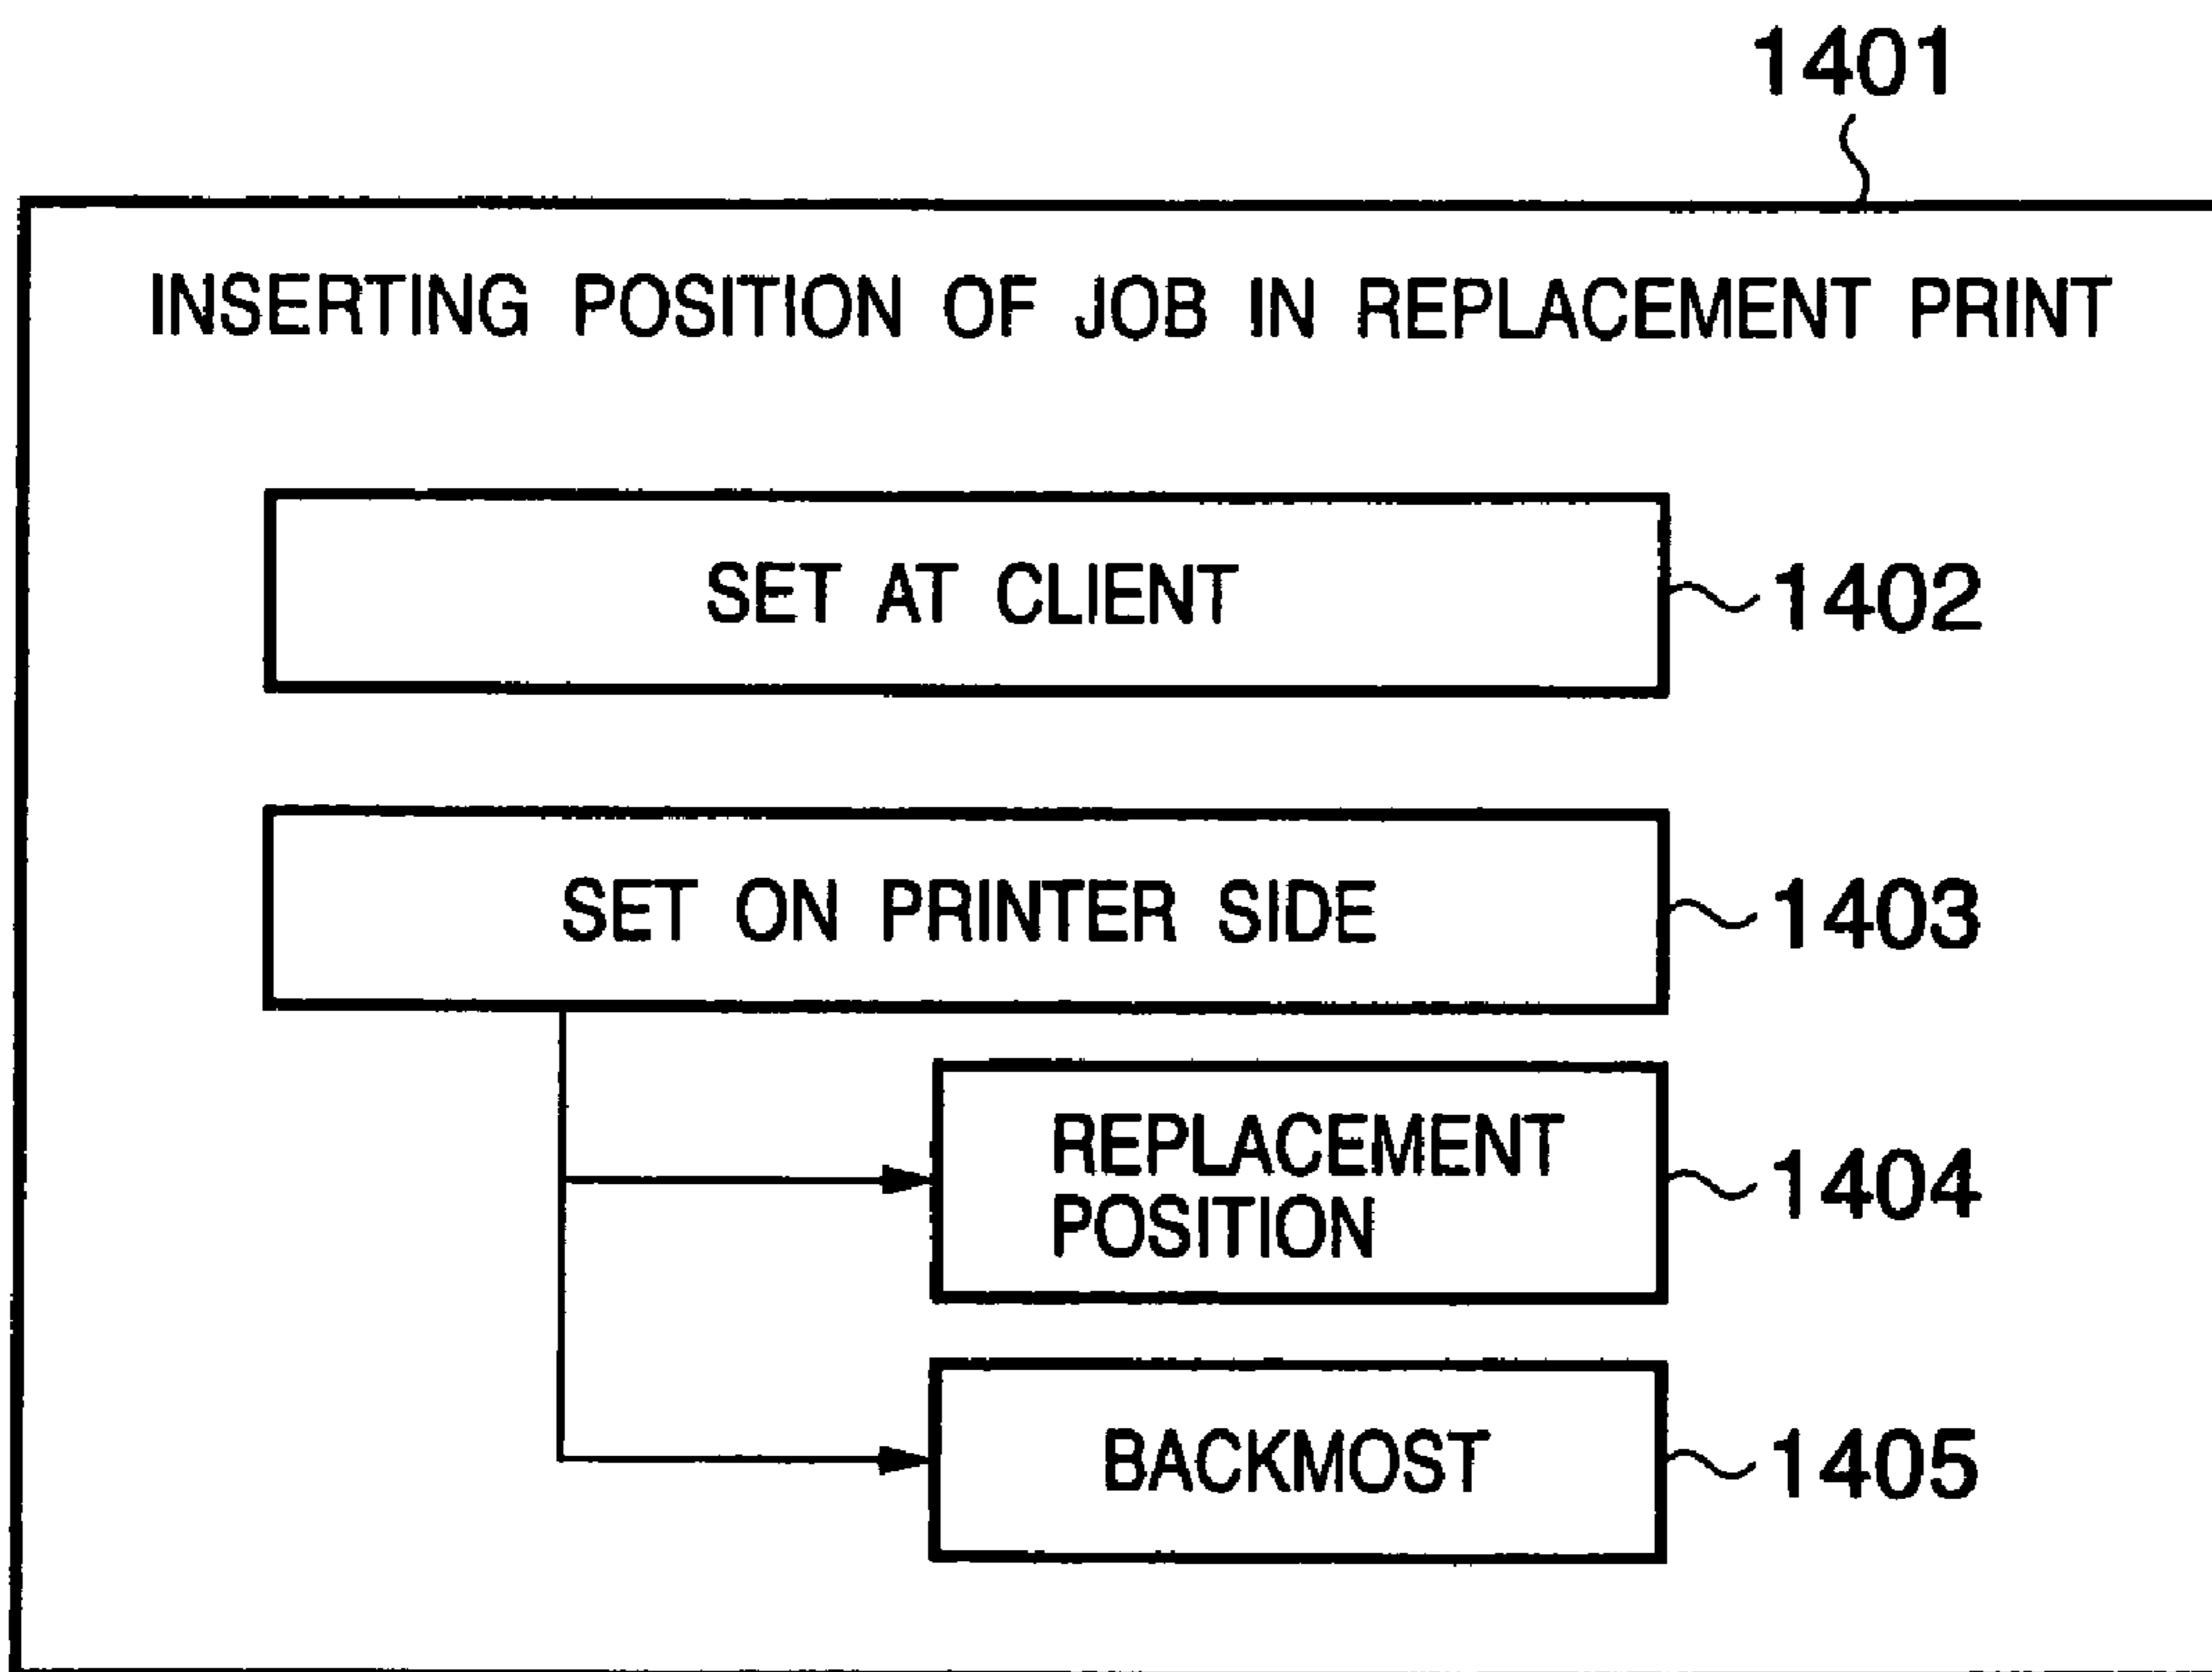 1401
INSERTING POSITION OF JOB IN REPLACEMENT PRINT
SET AT CLIENT
1402
SET ON PRINTER SIDE
1403
REPLACEMENT
POSITION
1404
BACKMOST
1405